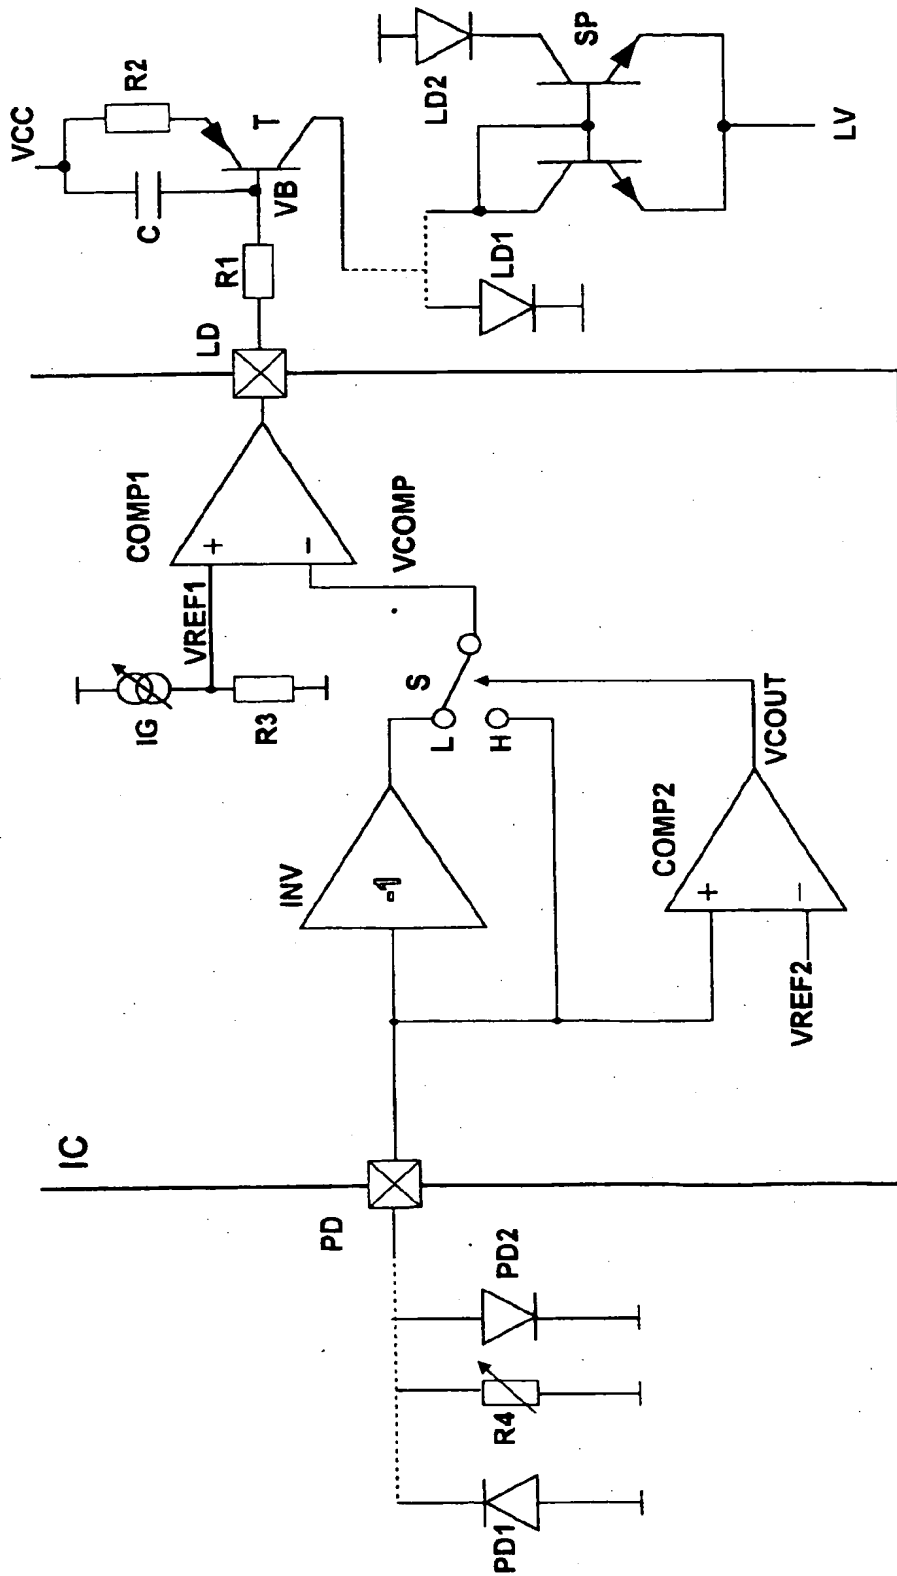 VCC
R2
C
T
VB
R1
LD
LD2
SP
LD1
LV
COMP1
+
-
VREF1
VCOMP
IG
R3
S
L
H
INV
-1
COMP2
+
-
VCOUT
VREF2
IC
PD
PD2
R4
PD1